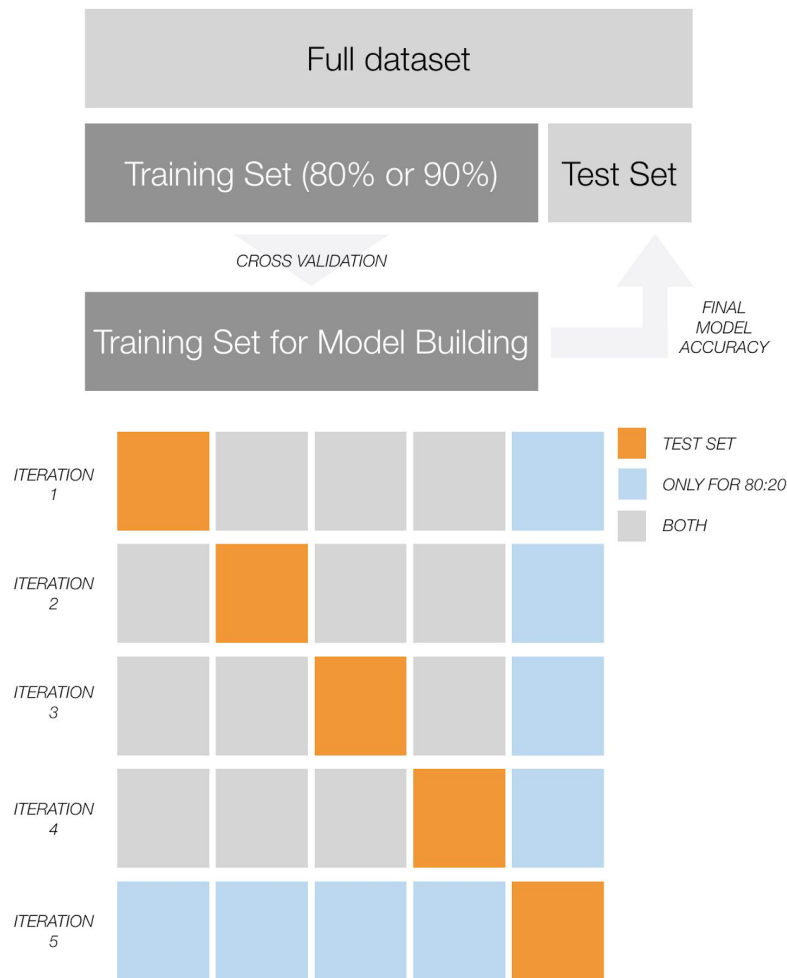 Full dataset
Training Set (80% or 90%)
Test Set
CROSS VALIDATION
Training Set for Model Building
FINAL
MODEL
ACCURACY
ITERATION
1
TEST SET
ONLY FOR 80:20
BOTH
ITERATION
2
ITERATION
3
ITERATION
4
ITERATION
5